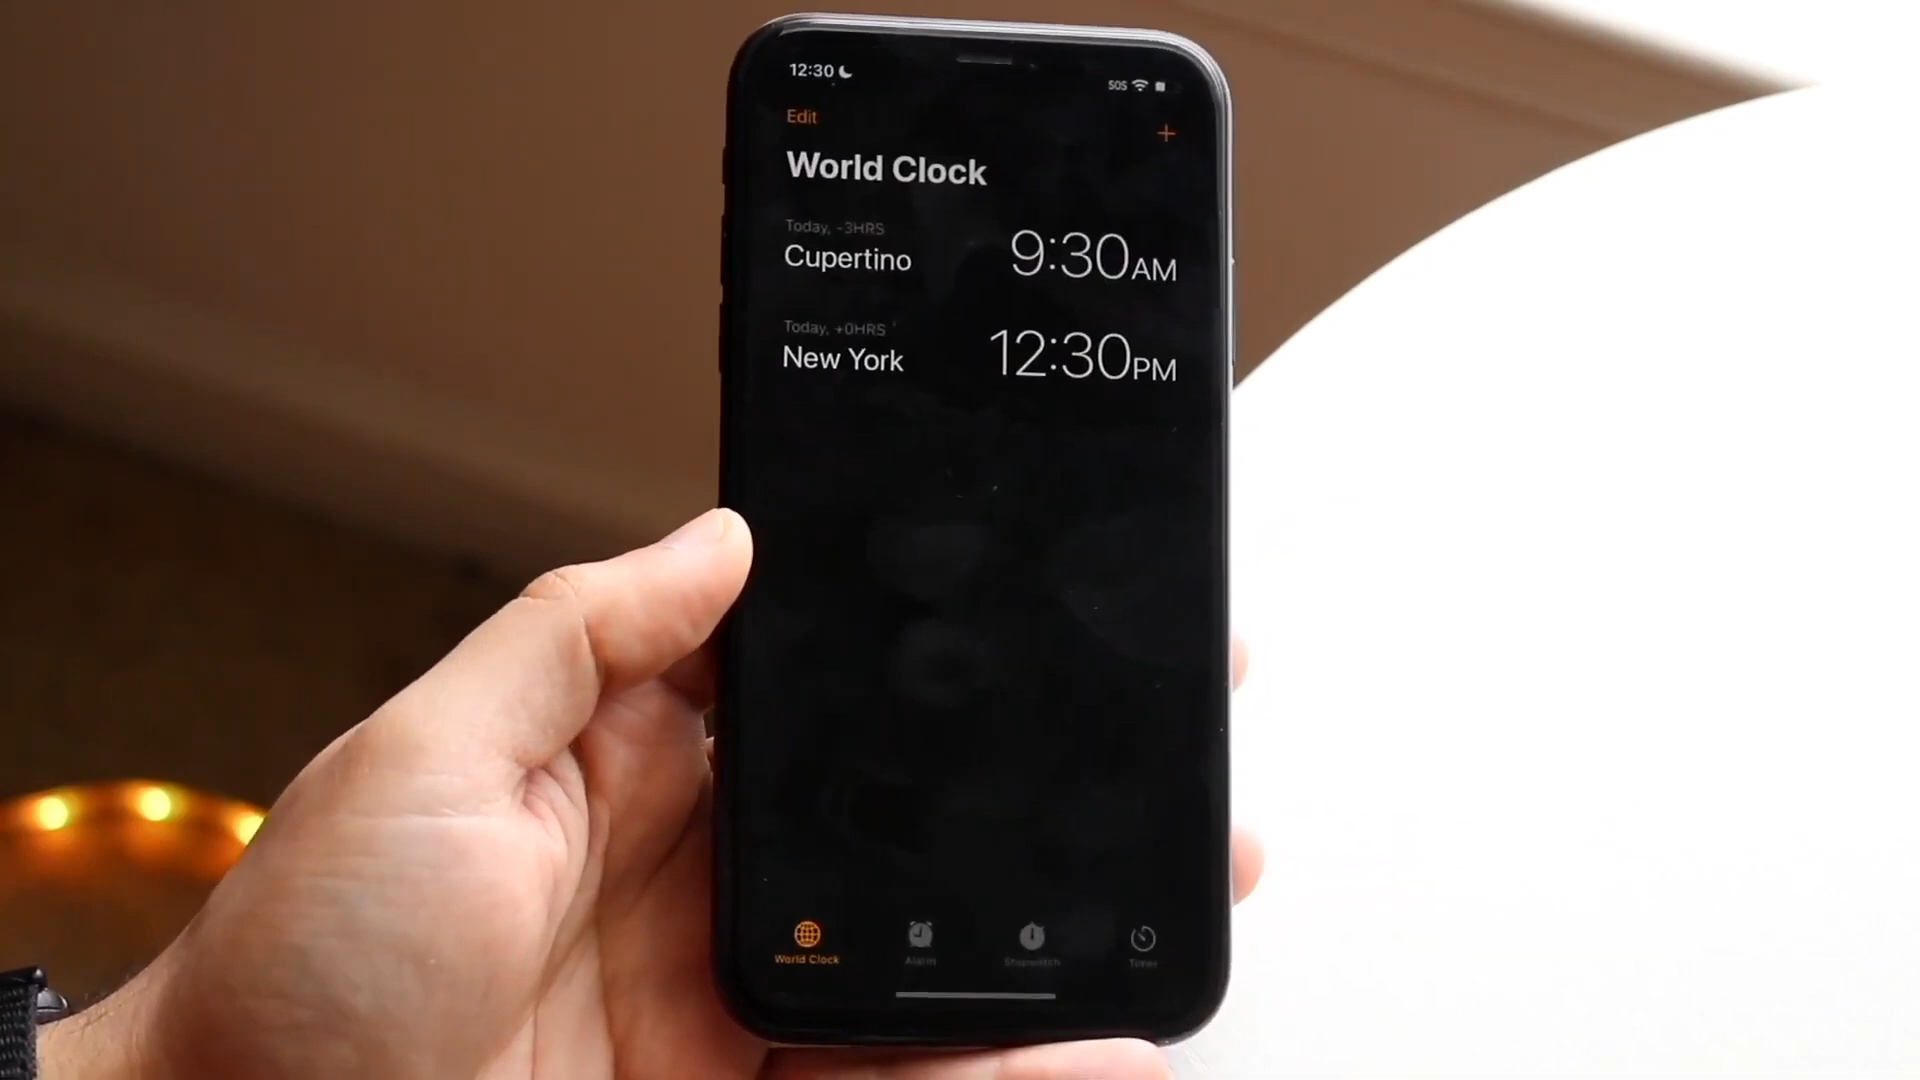 12:30
SOS
Edit
+
World Clock
Today, -3HRS
Cupertino
9:30AM
Today, +0HRS
New York
12:30PM
World Clock
Alarm
Stopwatch
Timer